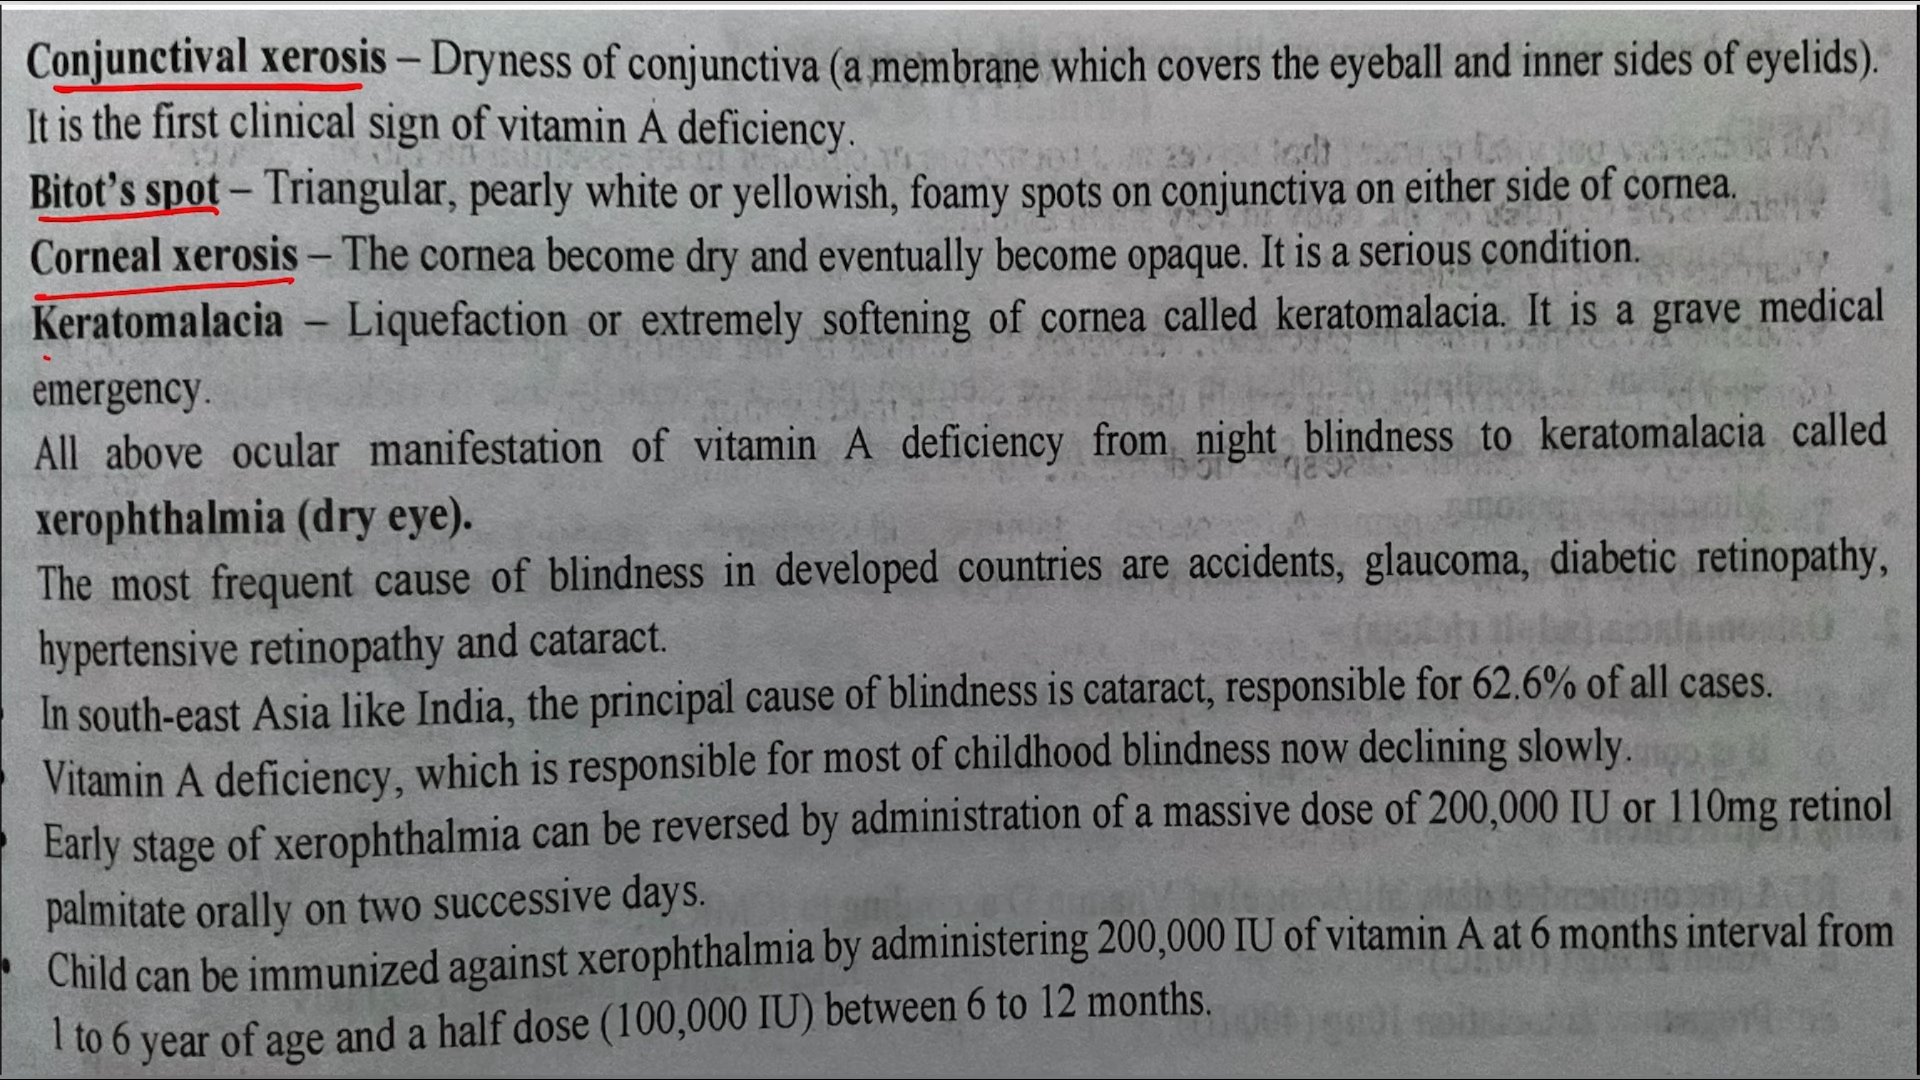 Conjunctival xerosis – Dryness of conjunctiva (a membrane which covers the eyeball and inner sides of eyelids).
It is the first clinical sign of vitamin A deficiency.
Bitot's spot – Triangular, pearly white or yellowish, foamy spots on conjunctiva on either side of cornea.
Corneal xerosis – The cornea become dry and eventually become opaque. It is a serious condition.
Keratomalacia – Liquefaction or extremely softening of cornea called keratomalacia. It is a grave medical
emergency.
All above ocular manifestation of vitamin A deficiency from night blindness to keratomalacia called
xerophthalmia (dry eye).
The most frequent cause of blindness in developed countries are accidents, glaucoma, diabetic retinopathy,
hypertensive retinopathy and cataract.
In south-east Asia like India, the principal cause of blindness is cataract, responsible for 62.6% of all cases.
Vitamin A deficiency, which is responsible for most of childhood blindness now declining slowly.
Early stage of xerophthalmia can be reversed by administration of a massive dose of 200,000 IU or 110mg retinol
palmitate orally on two successive days.
Child can be immunized against xerophthalmia by administering 200,000 IU of vitamin A at 6 months interval from
1 to 6 year of age and a half dose (100,000 IU) between 6 to 12 months.